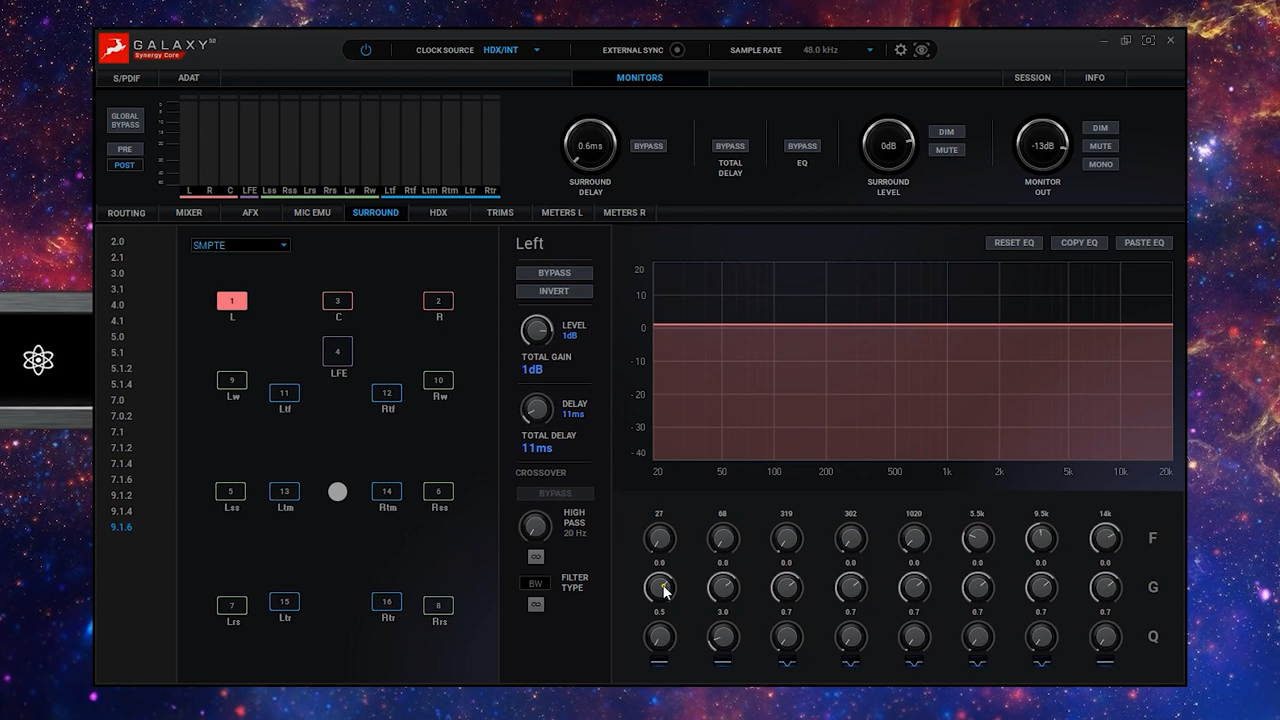 GALAXY
Synergy Core
CLOCK SOURCE HDX/INT
EXTERNAL SYNC
SAMPLE RATE 48.0 kHz
S/PDIF ADAT MONITORS SESSION INFO
GLOBAL BYPASS
PRE
POST
L R C LFE Lss Rss Lrs Rrs Lw Rw Ltf Rtf Ltm Rtm Ltr Rtr
0.6ms BYPASS
SURROUND DELAY
BYPASS
TOTAL DELAY
BYPASS
EQ
0dB DIM
MUTE
SURROUND LEVEL
-13dB DIM
MUTE
MONO
MONITOR OUT
ROUTING MIXER AFX MIC EMU SURROUND HDX TRIMS METERS L METERS R
2.0
2.1
3.0
3.1
4.0
4.1
5.0
5.1
5.1.2
5.1.4
7.0
7.0.2
7.1
7.1.2
7.1.4
7.1.6
9.1.2
9.1.4
9.1.6
SMPTE
1 3 2
L C R
4
LFE
9 11 12 10
Lw Ltf Rtf Rw
5 13 14 6
Lss Ltm Rtm Rss
7 15 16 8
Lrs Ltr Rtr Rrs
Left
BYPASS
INVERT
LEVEL
1dB
TOTAL GAIN
1dB
DELAY
11ms
TOTAL DELAY
11ms
CROSSOVER
BYPASS
HIGH
PASS
20 Hz
BW FILTER
TYPE
RESET EQ COPY EQ PASTE EQ
20
10
0
- 10
- 20
- 30
- 40
20 50 100 200 500 1k 2k 5k 10k 20k
27 68 319 302 1020 5.5k 9.5k 14k
F
0.0 0.0 0.0 0.0 0.0 0.0 0.0 0.0
G
0.5 3.0 0.7 0.7 0.7 0.7 0.7 0.7
Q